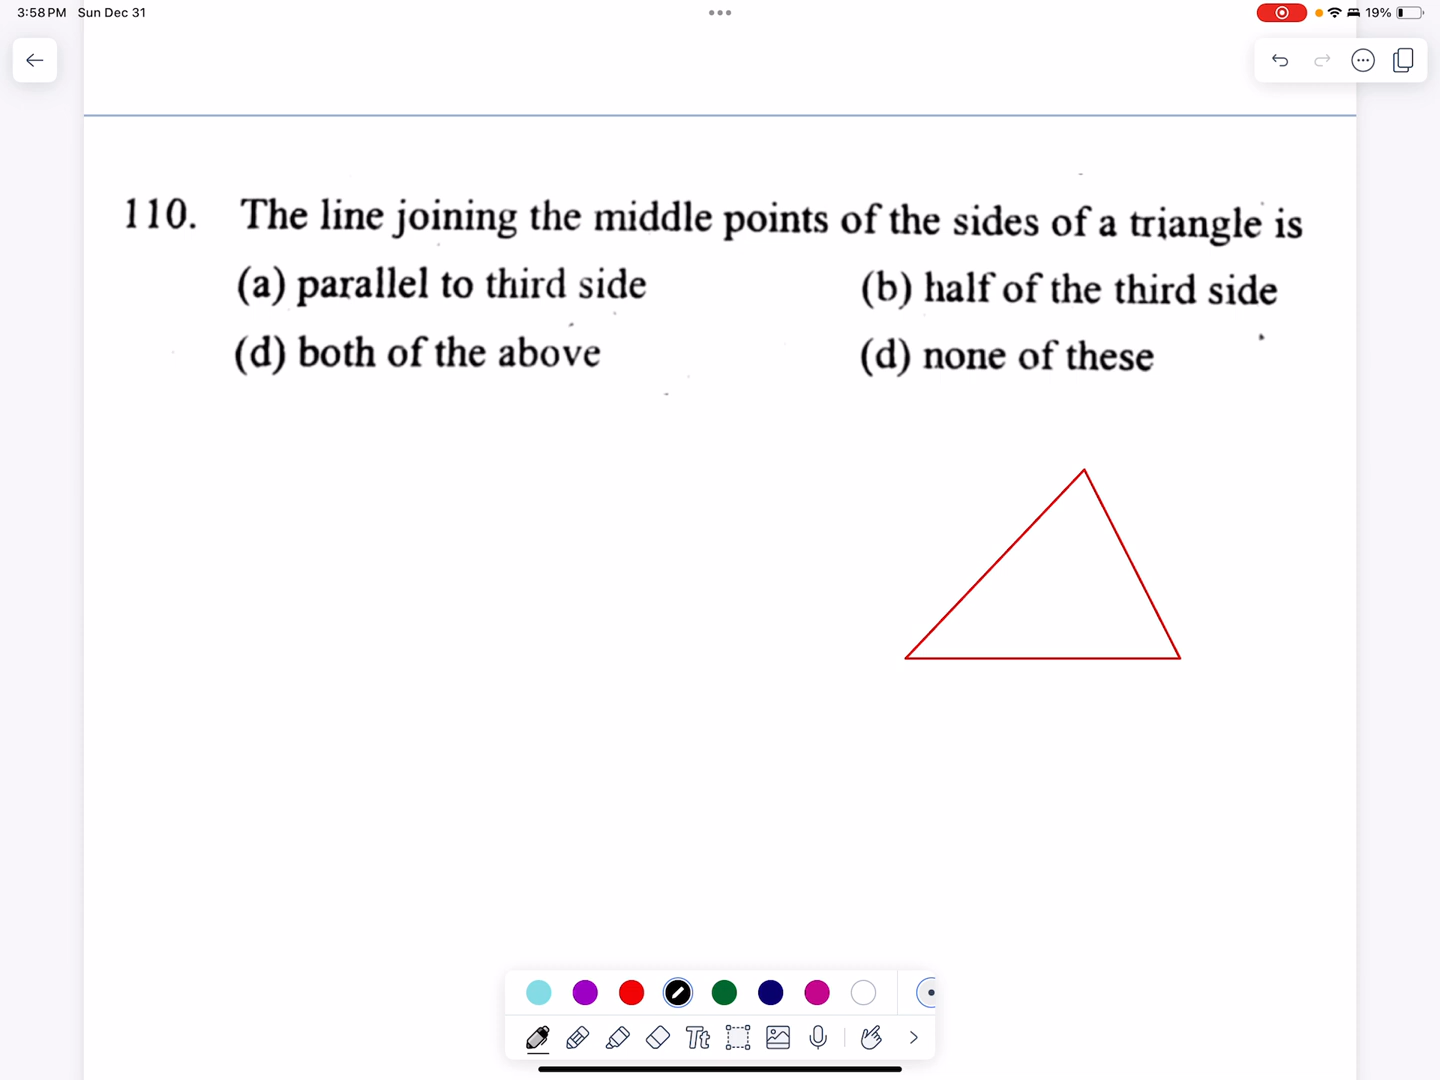 3:58 PM Sun Dec 31
19%
110. The line joining the middle points of the sides of a triangle is
(a) parallel to third side (b) half of the third side
(d) both of the above (d) none of these
Tt